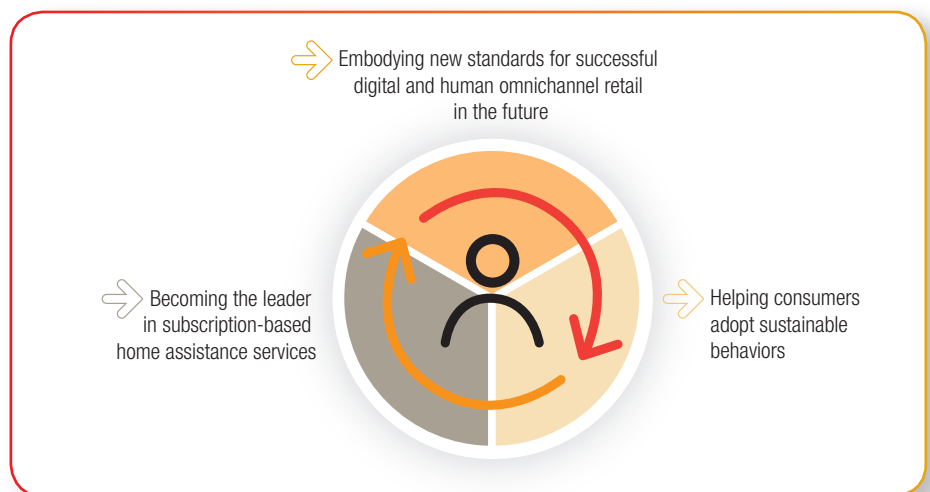 Embodying new standards for successful
digital and human omnichannel retail
in the future
Becoming the leader
in subscription-based
home assistance services
Helping consumers
adopt sustainable
behaviors